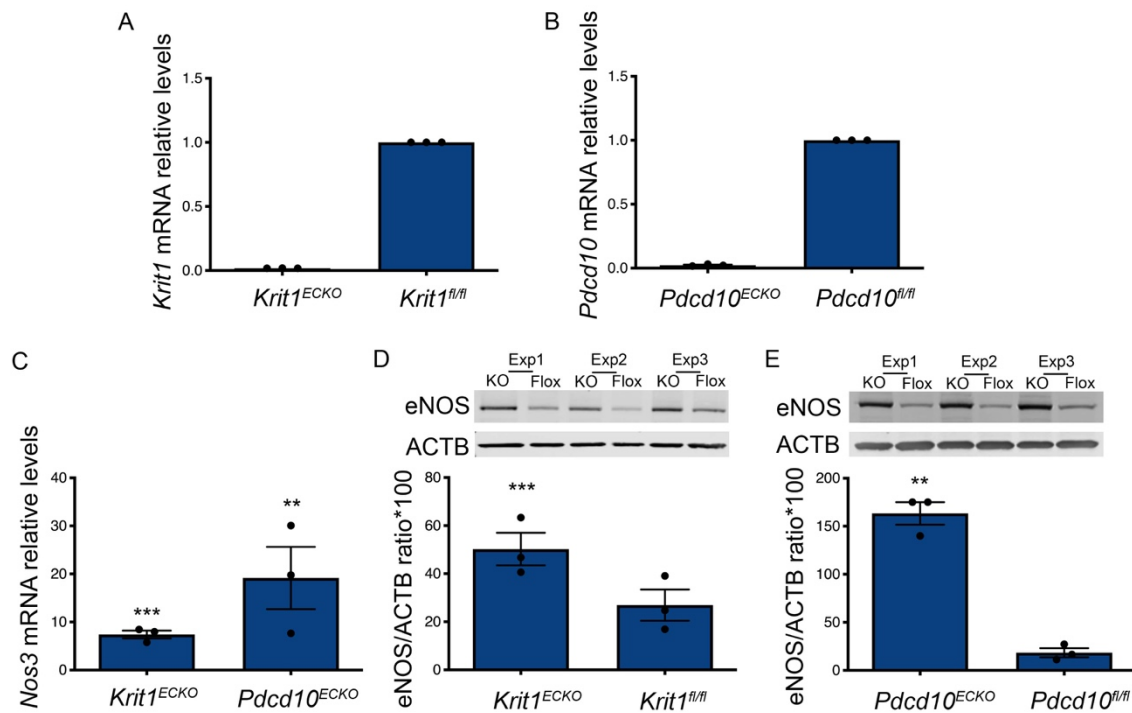 A
Krit1 mRNA relative levels
1.5
1.0
0.5
0.0
Krit1ECKO
Krit1fl/fl
B
Pdcd10 mRNA relative levels
1.5
1.0
0.5
0.0
Pdcd10ECKO
Pdcd10fl/fl
C
Nos3 mRNA relative levels
40
30
20
10
0
***
**
Krit1ECKO
Pdcd10ECKO
D
Exp1 Exp2 Exp3
KO Flox KO Flox KO Flox
eNOS
ACTB
eNOS/ACTB ratio*100
80
60
40
20
0
***
Krit1ECKO
Krit1fl/fl
E
Exp1 Exp2 Exp3
KO Flox KO Flox KO Flox
eNOS
ACTB
eNOS/ACTB ratio*100
200
150
100
50
0
**
Pdcd10ECKO
Pdcd10fl/fl